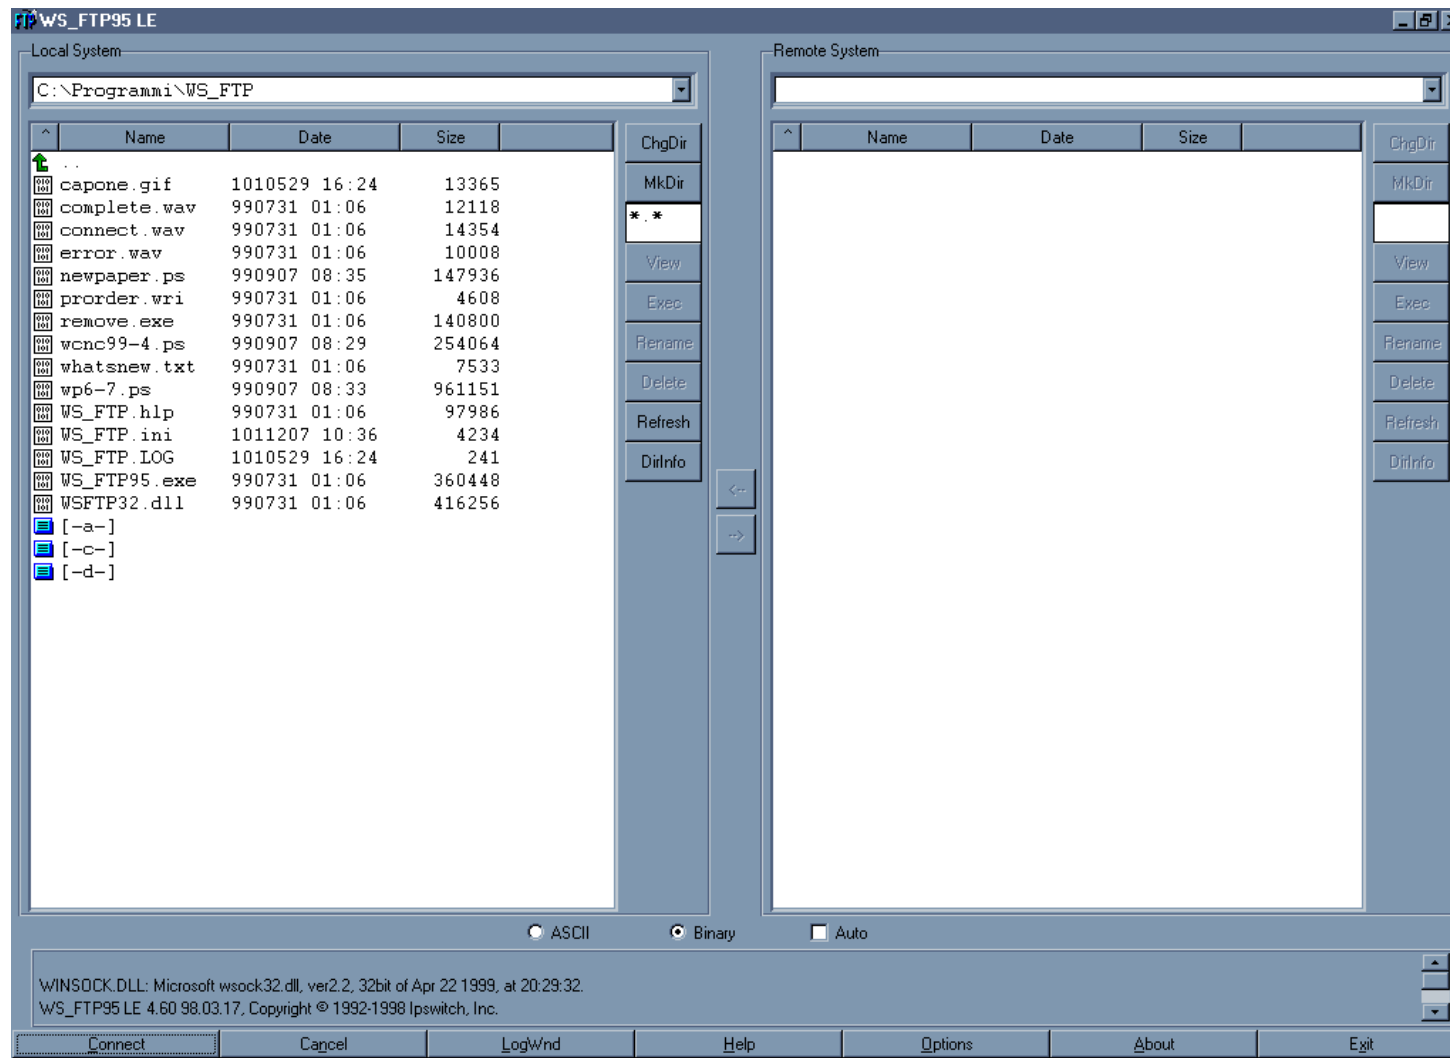 FTP WS_FTP95 LE
Local System
C:\Programmi\WS_FTP
^ Name Date Size
..
capone.gif 1010529 16:24 13365
complete.wav 990731 01:06 12118
connect.wav 990731 01:06 14354
error.wav 990731 01:06 10008
newpaper.ps 990907 08:35 147936
prorder.wri 990731 01:06 4608
remove.exe 990731 01:06 140800
wcnc99-4.ps 990907 08:29 254064
whatsnew.txt 990731 01:06 7533
wp6-7.ps 990907 08:33 961151
WS_FTP.hlp 990731 01:06 97986
WS_FTP.ini 1011207 10:36 4234
WS_FTP.LOG 1010529 16:24 241
WS_FTP95.exe 990731 01:06 360448
WSFTP32.dll 990731 01:06 416256
[-a-]
[-c-]
[-d-]
ChgDir
MkDir
*.*
View
Exec
Rename
Delete
Refresh
DirInfo
<--
-->
Remote System
^ Name Date Size
ChgDir
MkDir
View
Exec
Rename
Delete
Refresh
DirInfo
ASCII Binary Auto
WINSOCK.DLL: Microsoft wsock32.dll, ver2.2, 32bit of Apr 22 1999, at 20:29:32.
WS_FTP95 LE 4.60 98.03.17, Copyright © 1992-1998 Ipswitch, Inc.
Connect Cancel LogWnd Help Options About Exit